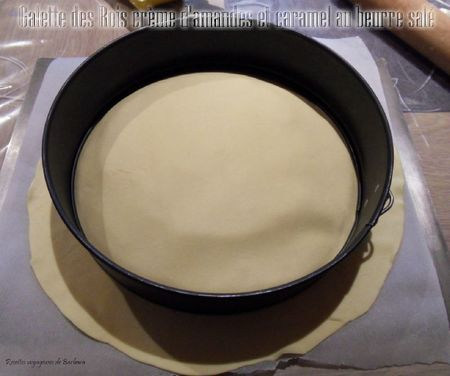 Galette des Rois crème d'amandes et caramel au beurre salé
Recettes voyageuses de Barbara